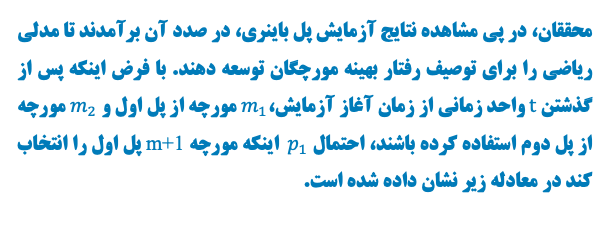 محققان، در پی مشاهده نتایج آزمایش پل باینری، در صدد آن برآمدند تا مدلی
ریاضی را برای توصیف رفتار بهینه مورچگان توسعه دهند. با فرض اینکه پس از
گذشتن t واحد زمانی از زمان آغاز آزمایش، m₁ مورچه از پل اول و m₂ مورچه
از پل دوم استفاده کرده باشند، احتمال p₁ اینکه مورچه m+1 پل اول را انتخاب
کند در معادله زیر نشان داده شده است.